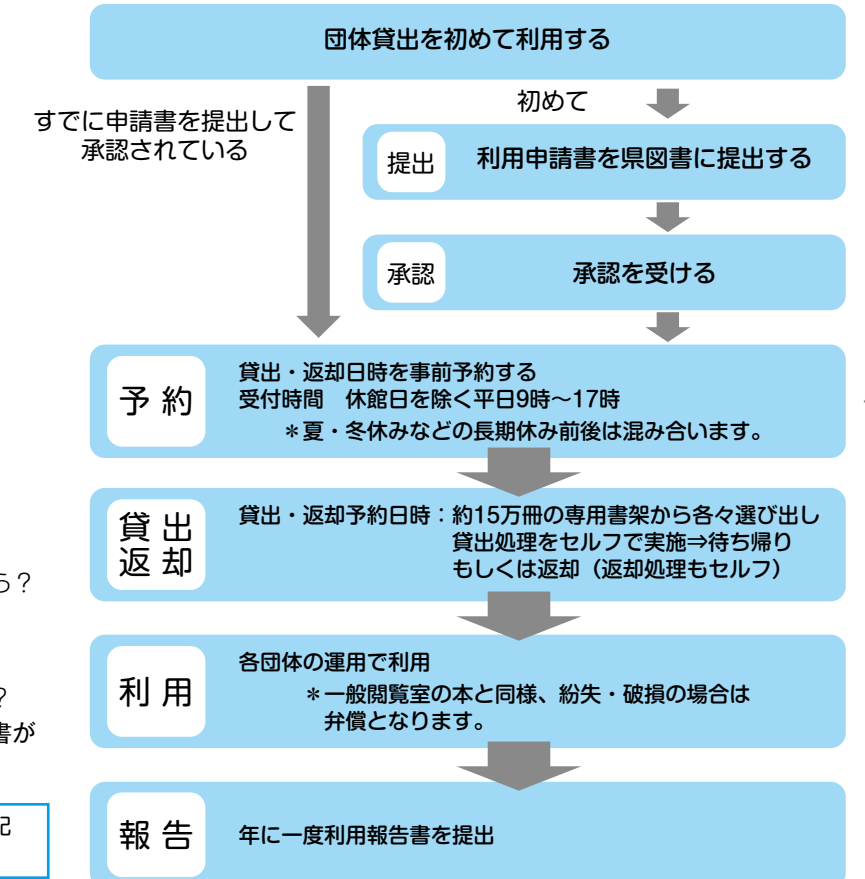 団体貸出を初めて利用する
すでに申請書を提出して
承認されている
初めて
提出
利用申請書を県図書に提出する
承認
承認を受ける
予約
貸出・返却日時を事前予約する
受付時間　休館日を除く平日9時～17時
＊夏・冬休みなどの長期休み前後は混み合います。
貸出
返却
貸出・返却予約日時：約15万冊の専用書架から各々選び出し
貸出処理をセルフで実施⇒待ち帰り
もしくは返却（返却処理もセルフ）
ら？
利用
各団体の運用で利用
＊一般閲覧室の本と同様、紛失・破損の場合は
弁償となります。
？
書が
報告
年に一度利用報告書を提出
記